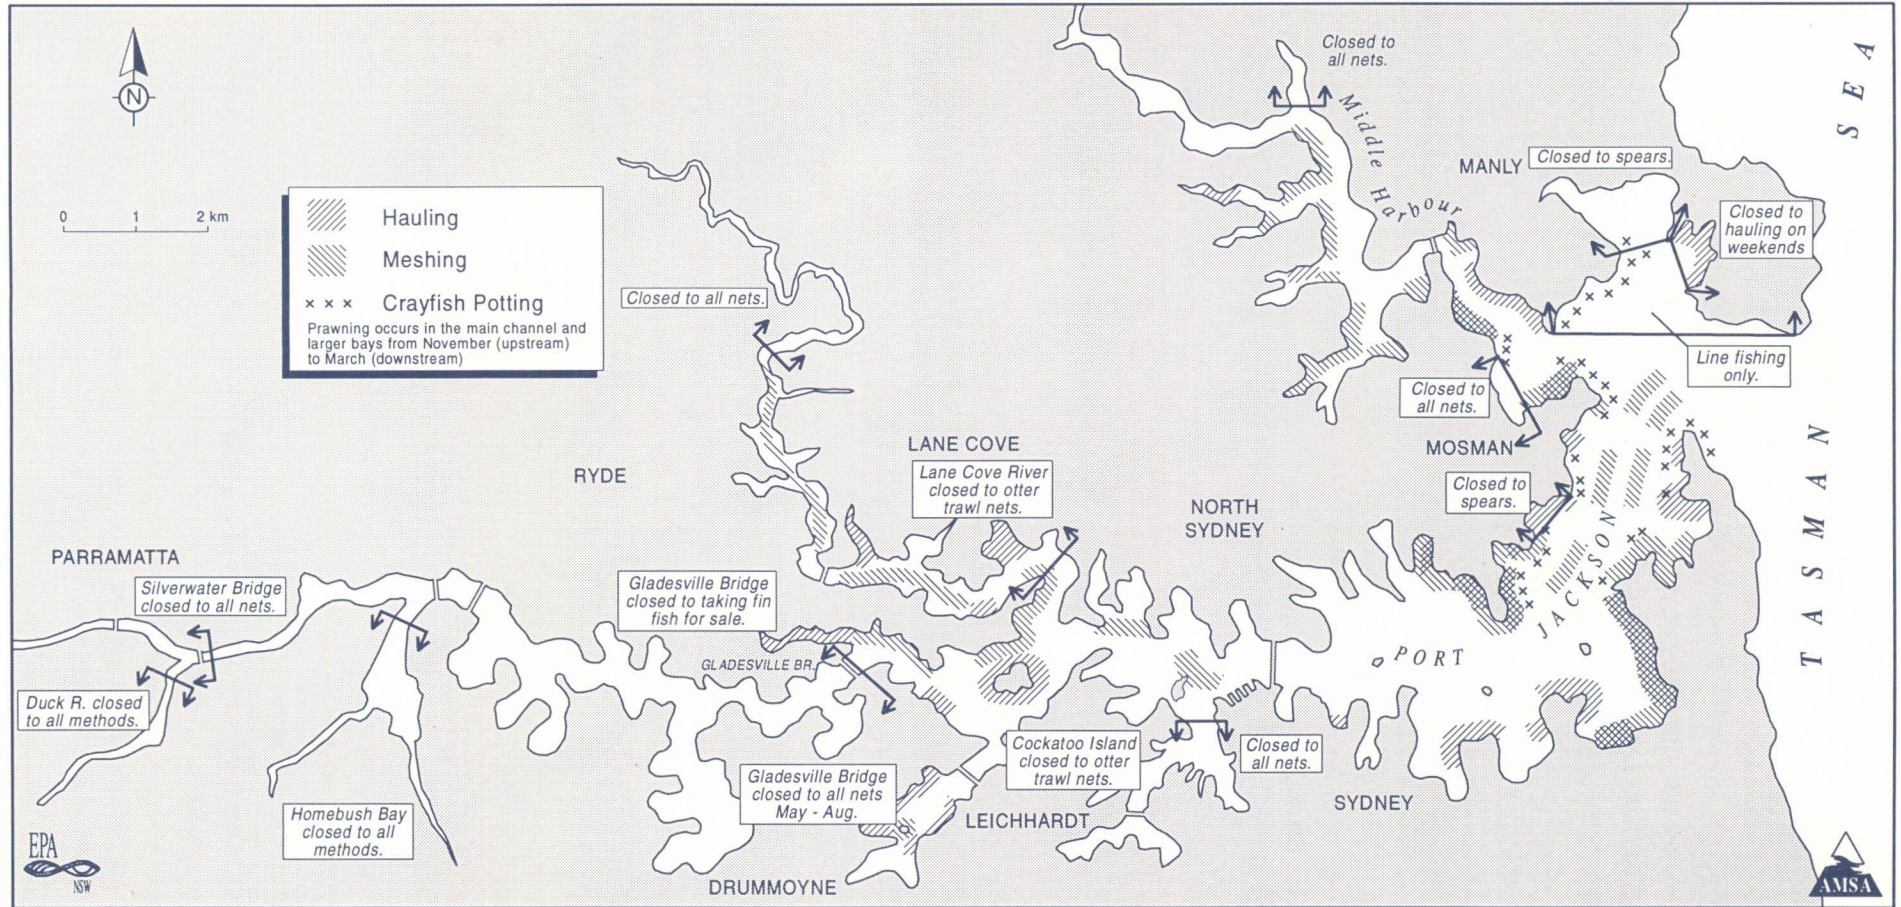 Closed to
all nets.
Middle Harbour
SEA
MANLY
Closed to spears.
N
0 1 2 km
Hauling
Meshing
x x x Crayfish Potting
Prawning occurs in the main channel and
larger bays from November (upstream)
to March (downstream)
Closed to
hauling on
weekends
Closed to all nets.
Line fishing
only.
Closed to
all nets.
MOSMAN
TASMAN
LANE COVE
Lane Cove River
closed to otter
trawl nets.
RYDE
Closed to
spears.
NORTH
SYDNEY
PARRAMATTA
Silverwater Bridge
closed to all nets.
Gladesville Bridge
closed to taking fin
fish for sale.
GLADESVILLE BR.
PORT
JACKSON
Duck R. closed
to all methods.
Cockatoo Island
closed to otter
trawl nets.
Closed to
all nets.
Gladesville Bridge
closed to all nets
May - Aug.
Homebush Bay
closed to all
methods.
LEICHHARDT
SYDNEY
DRUMMOYNE
EPA
NSW
AMSA